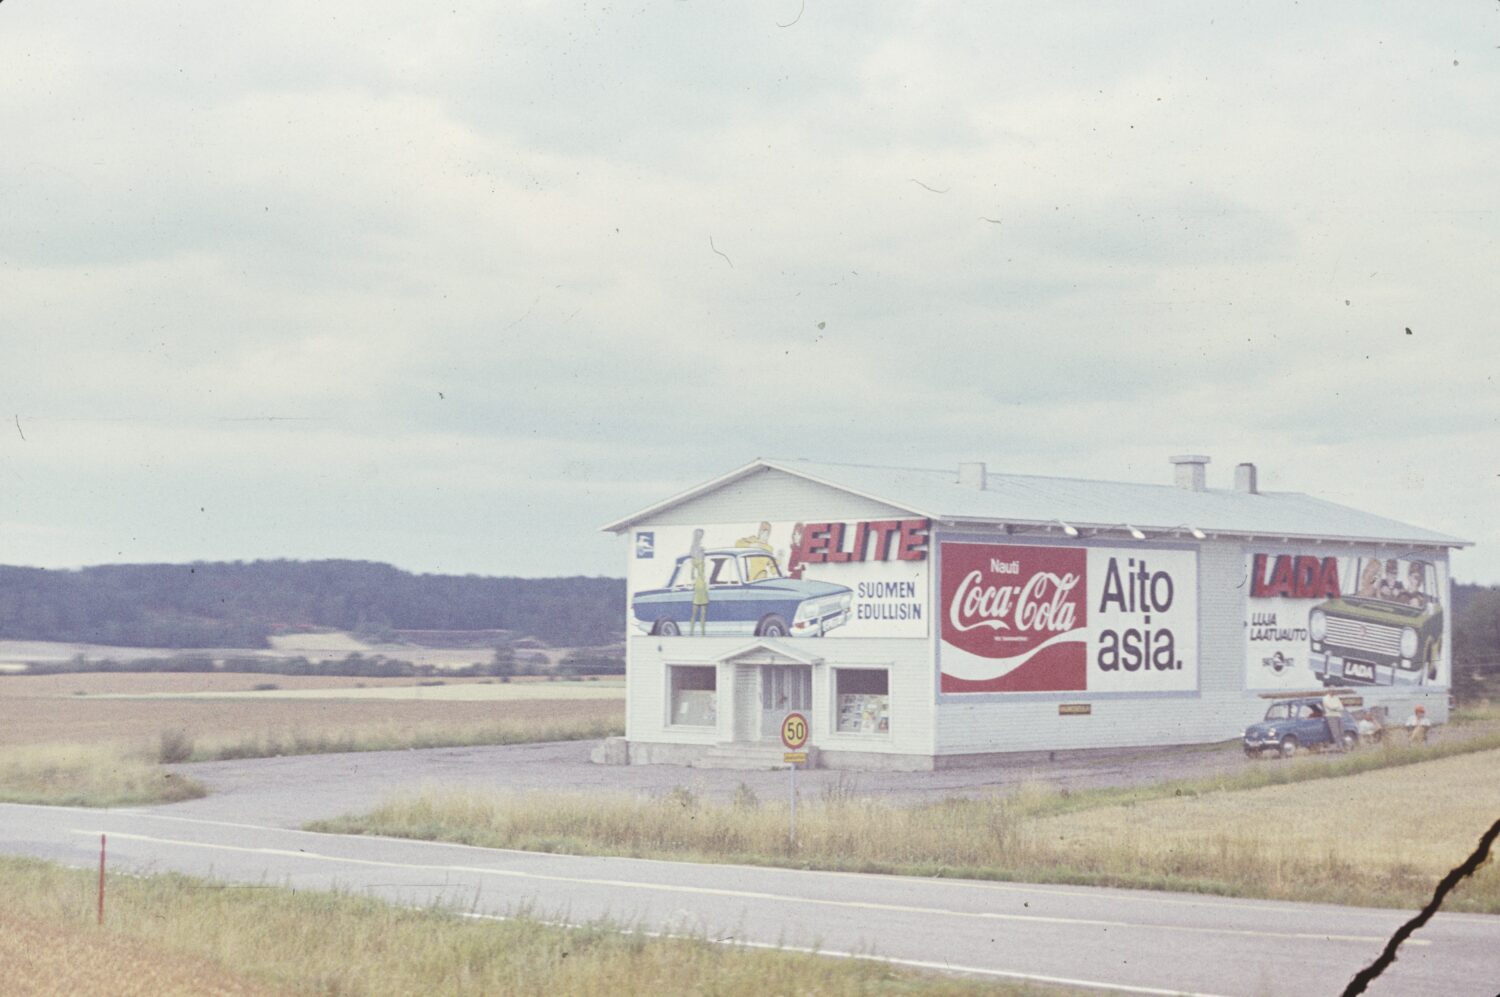 ELITE
SUOMEN
EDULLISIN
Nauti
Coca-Cola
Aito
asia.
LADA
LUJA
LAATUAUTO
LADA
50